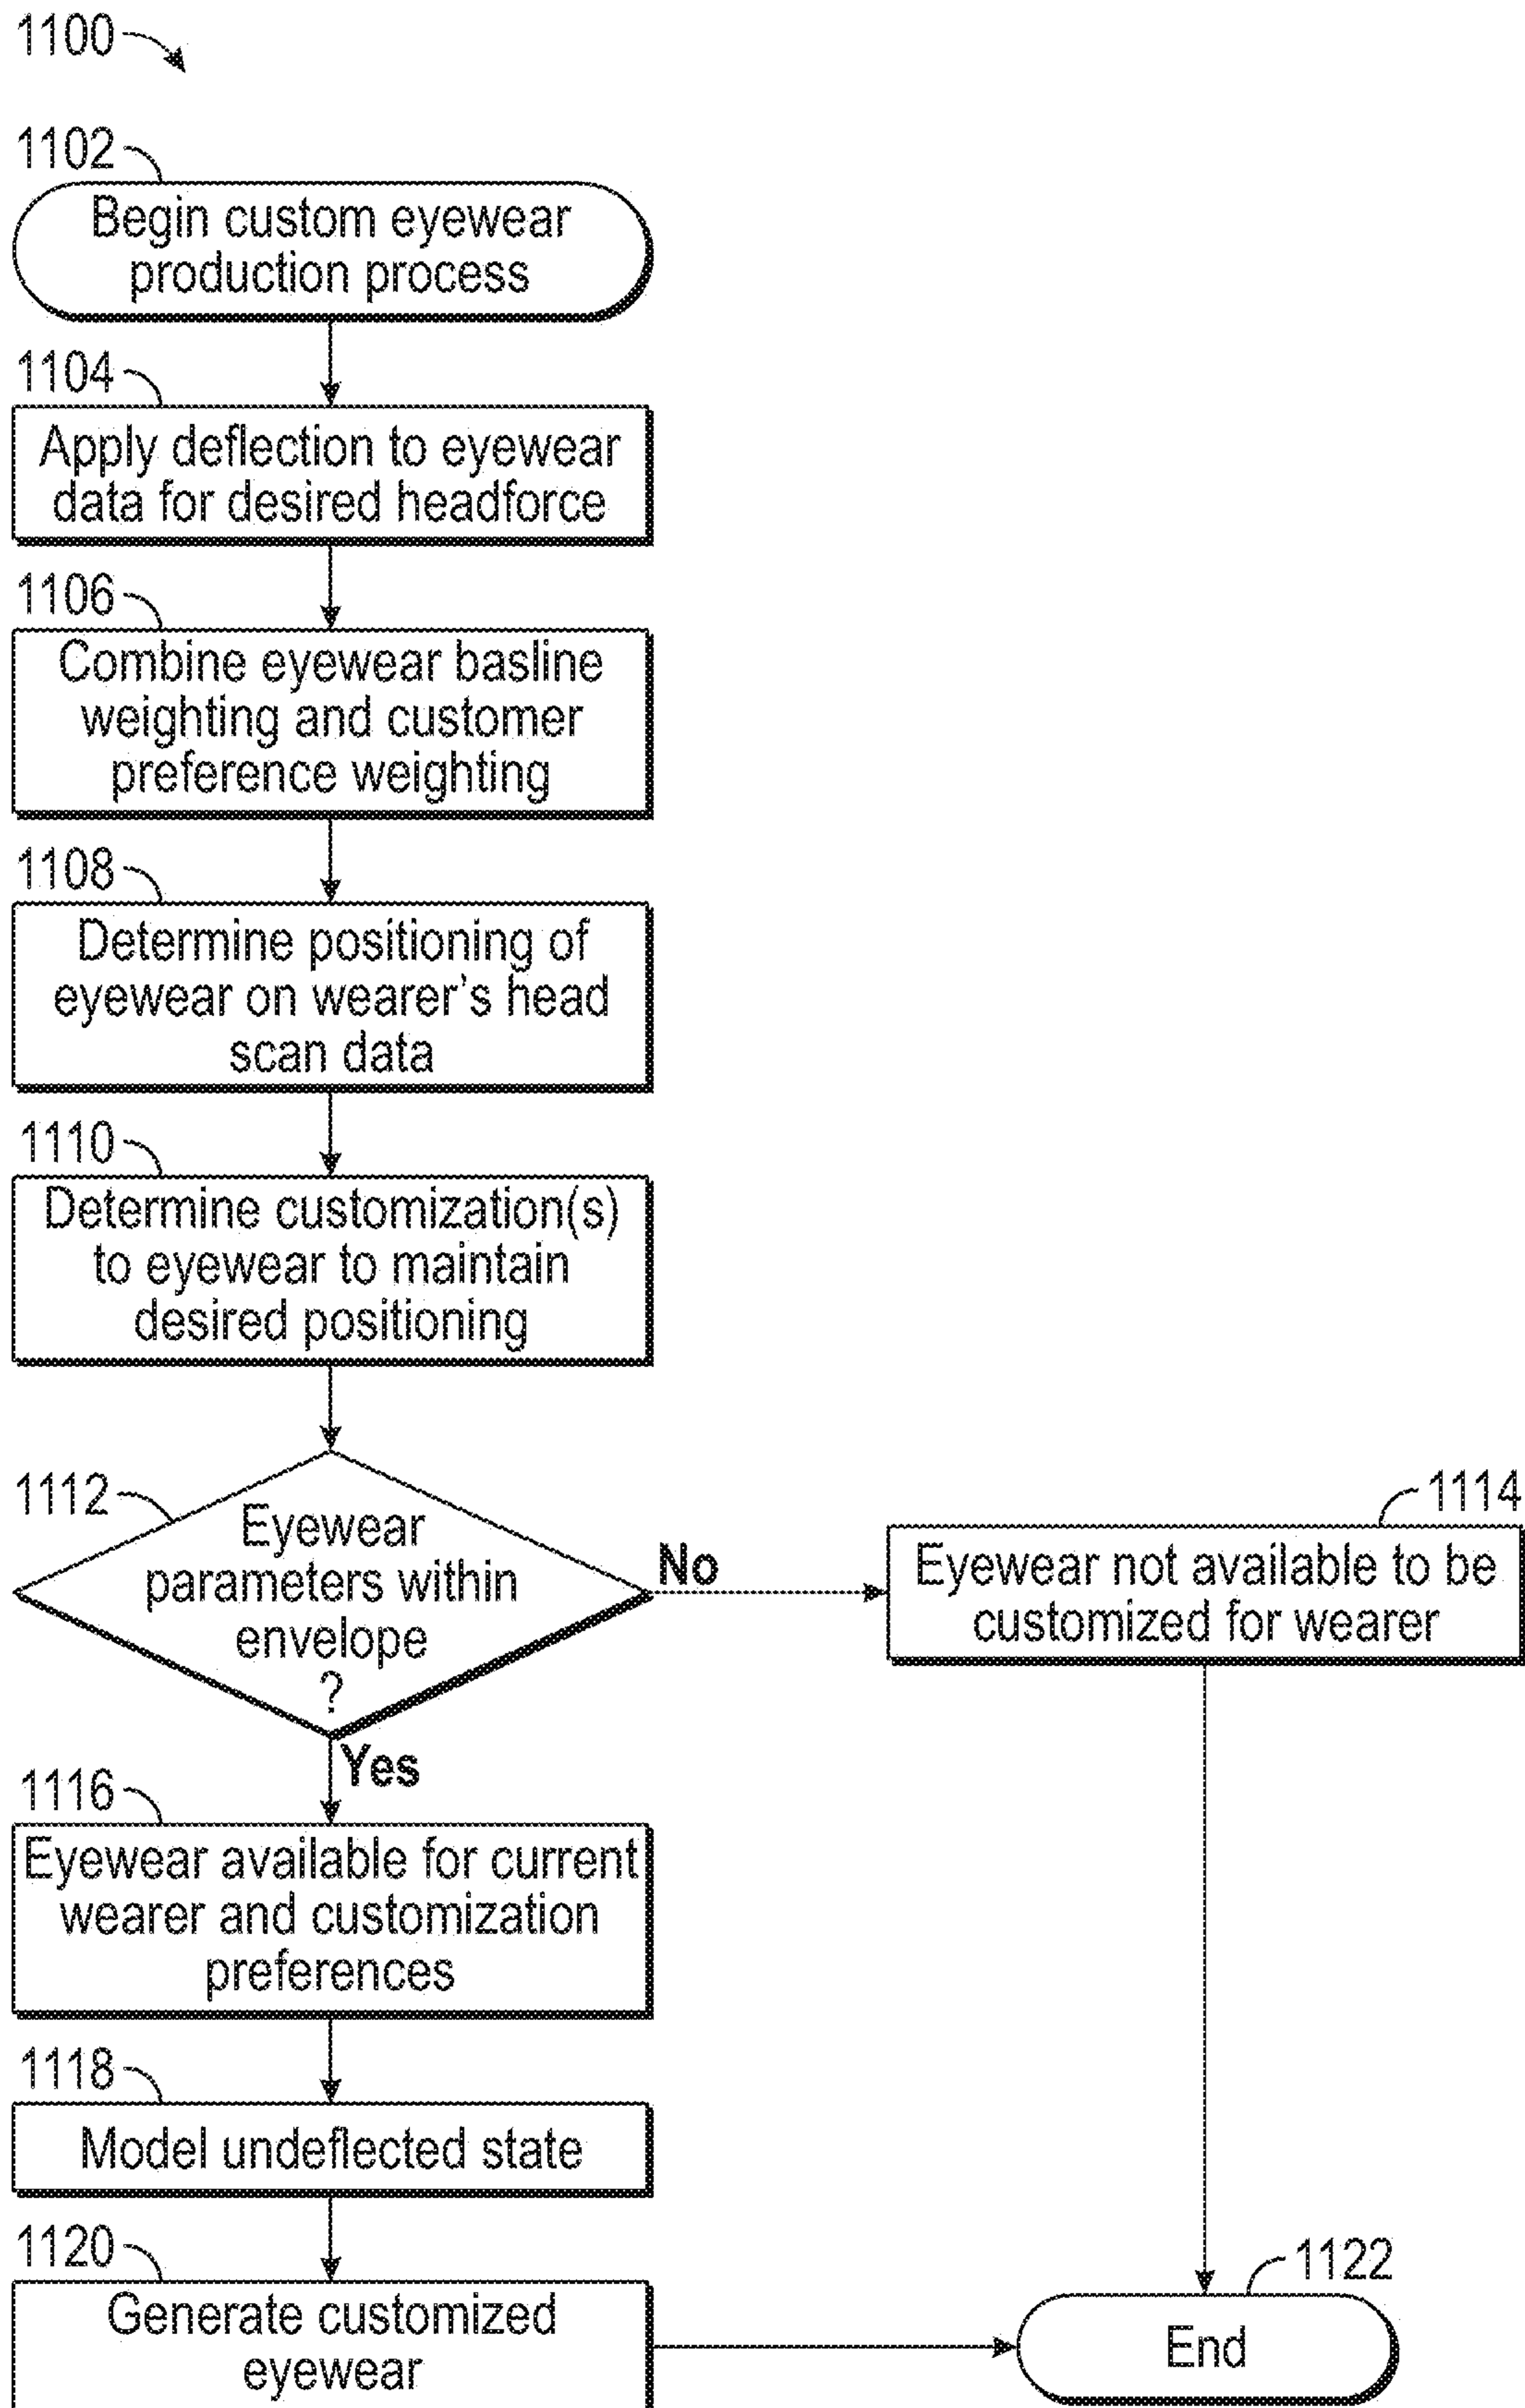 1100
1102
Begin custom eyewear
production process
1104
Apply deflection to eyewear
data for desired headforce
1106
Combine eyewear basline
weighting and customer
preference weighting
1108
Determine positioning of
eyewear on wearer's head
scan data
1110
Determine customization(s)
to eyewear to maintain
desired positioning
1112
Eyewear
parameters within
envelope
?
No
1114
Eyewear not available to be
customized for wearer
Yes
1116
Eyewear available for current
wearer and customization
preferences
1118
Model undeflected state
1120
Generate customized
eyewear
1122
End